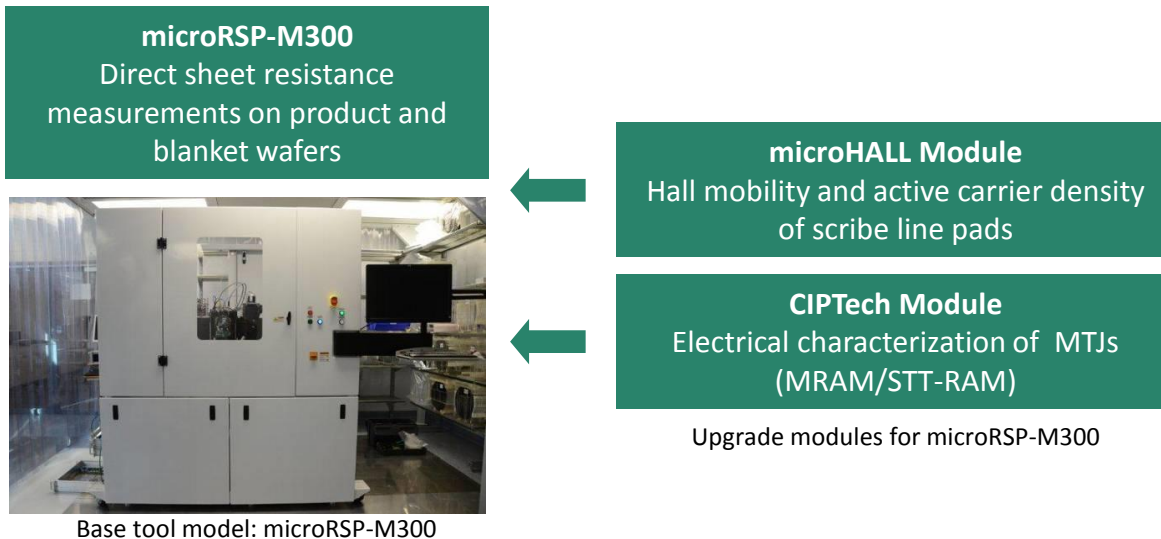 microRSP-M300
Direct sheet resistance
measurements on product and
blanket wafers
microHALL Module
Hall mobility and active carrier density
of scribe line pads
CIPTech Module
Electrical characterization of MTJs
(MRAM/STT-RAM)
Upgrade modules for microRSP-M300
Base tool model: microRSP-M300